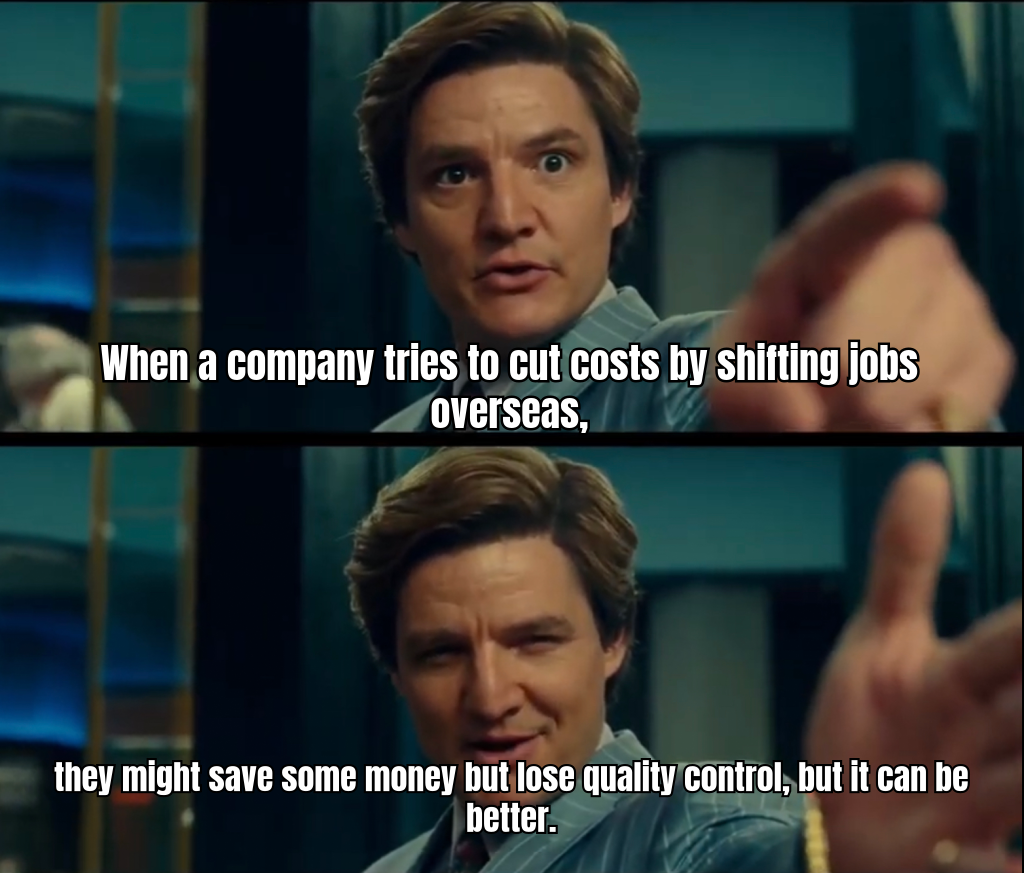 When a company tries to cut costs by shifting jobs
overseas,
they might save some money but lose quality control, but it can be
better.